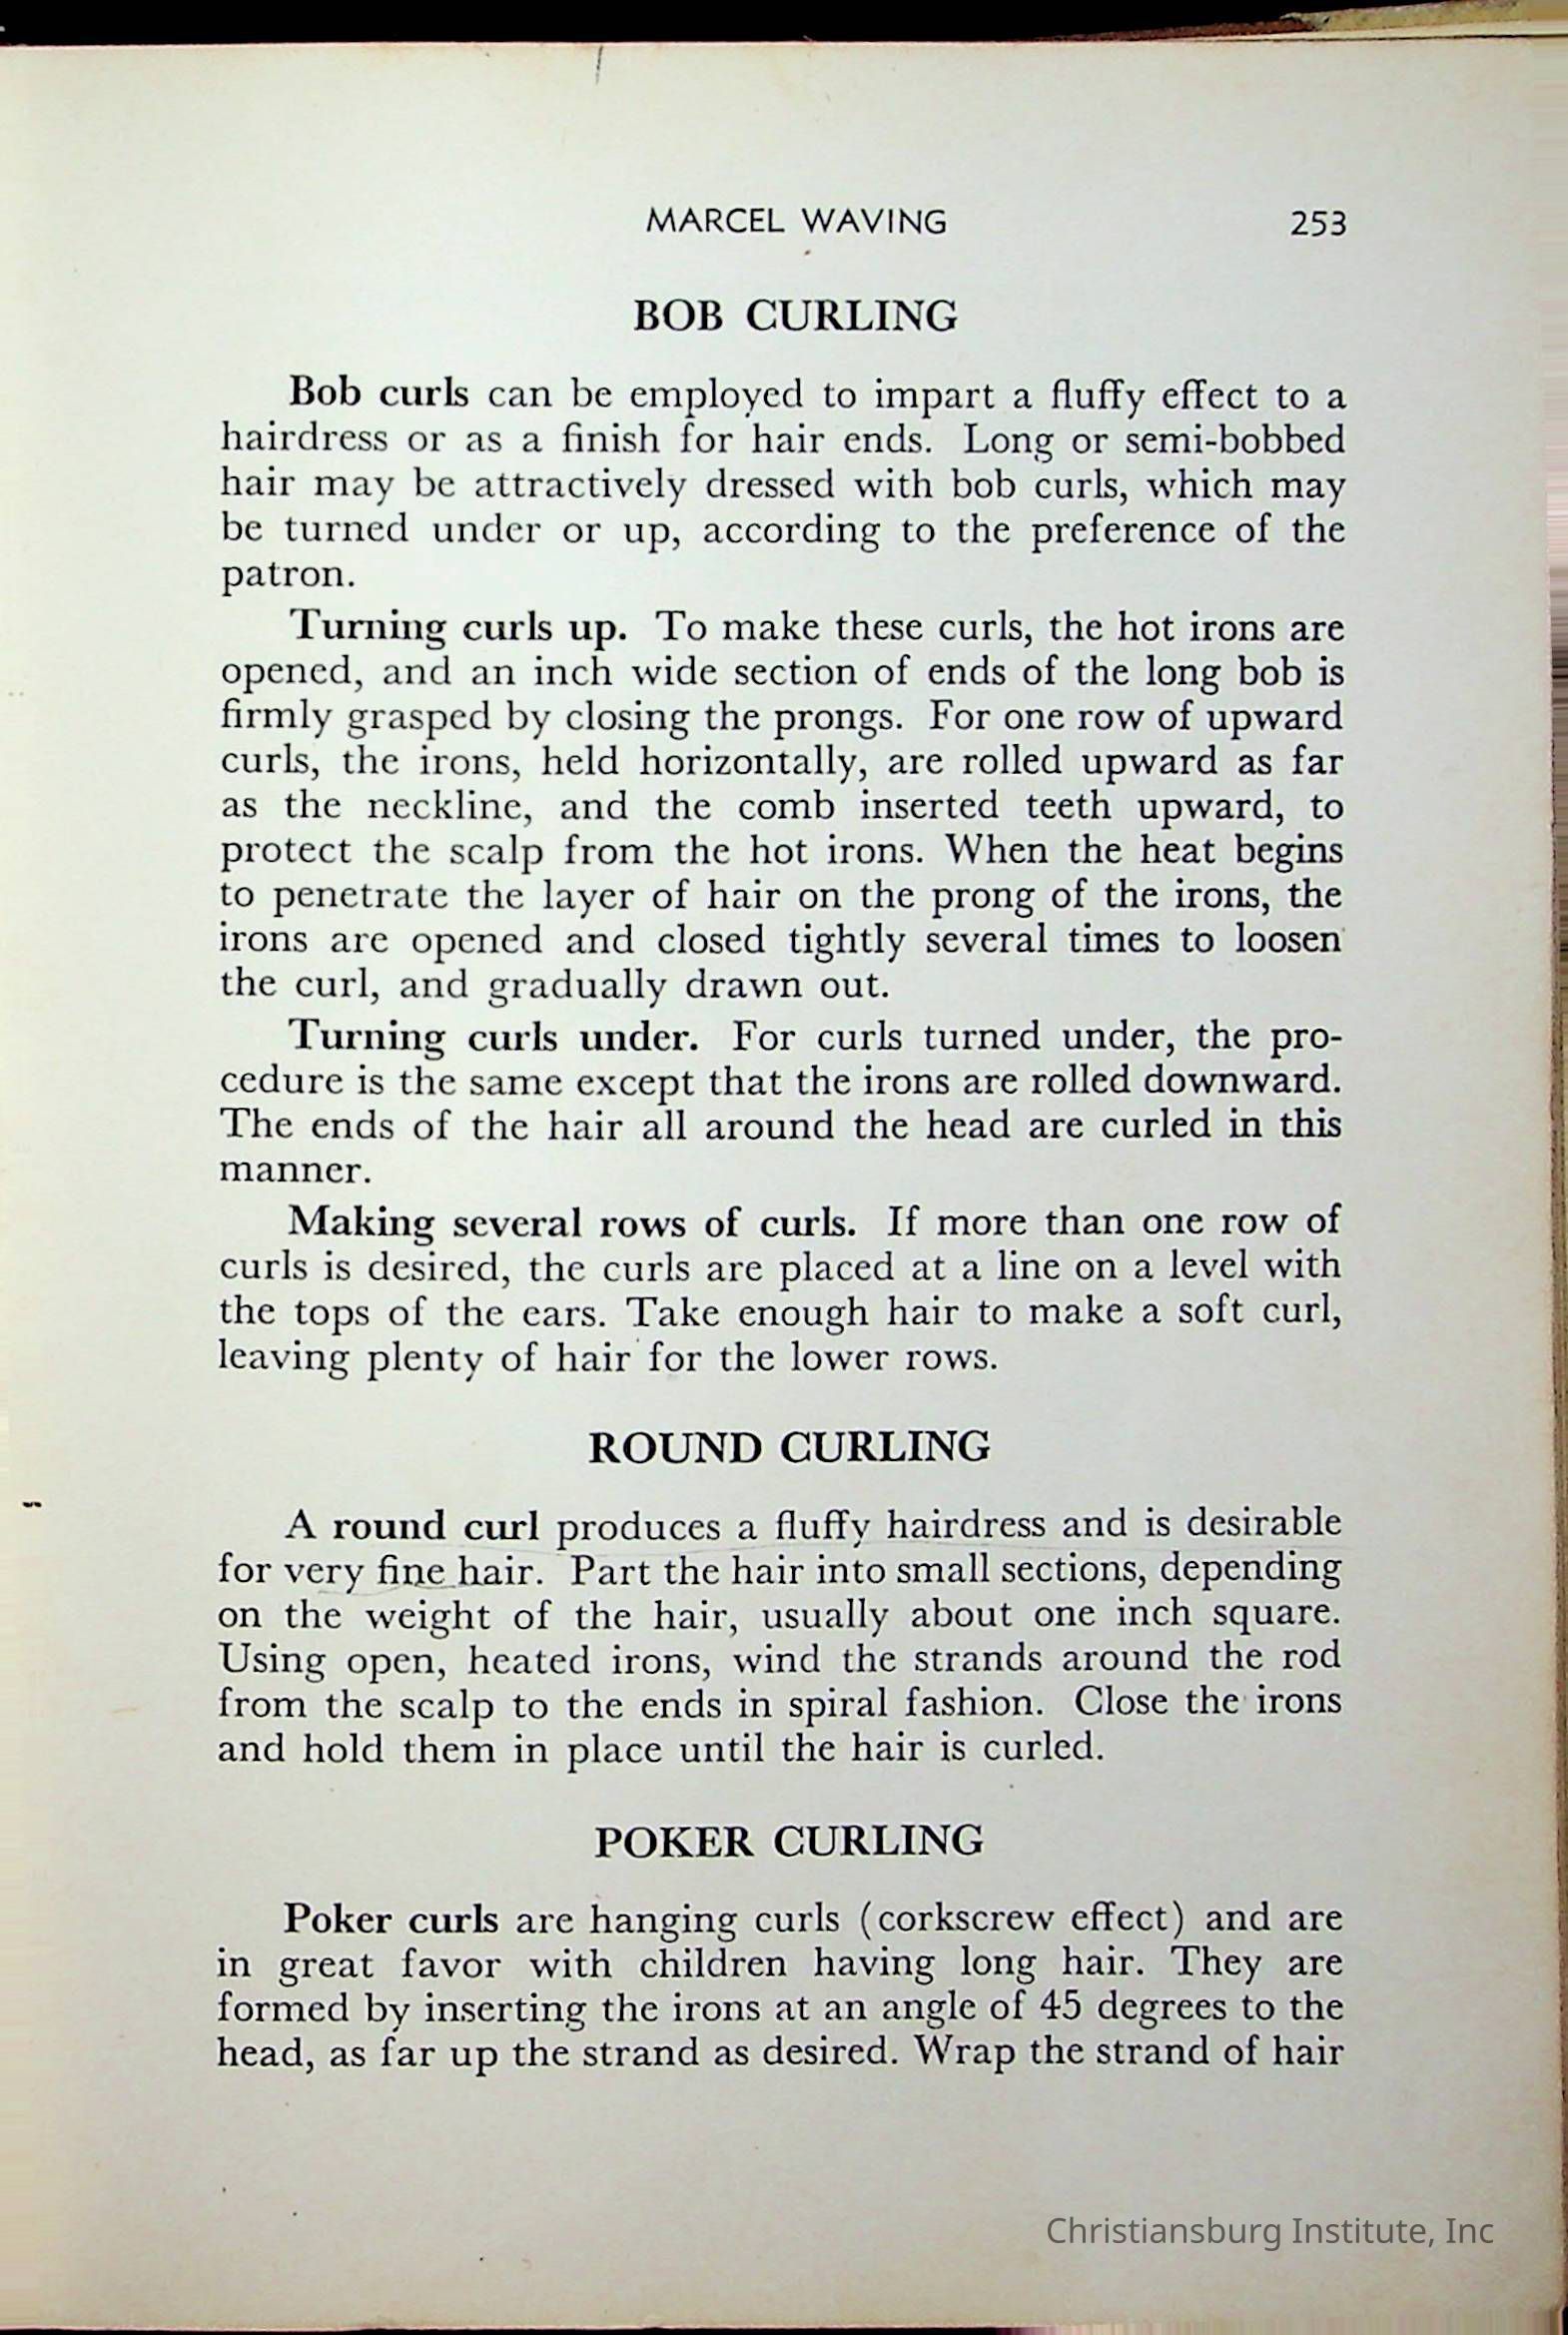 MARCEL WAVING 253
BOB CURLING
Bob curls can be employed to impart a fluffy effect to a
hairdress or as a finish for hair ends. Long or semi-bobbed
hair may be attractively dressed with bob curls, which may
be turned under or up, according to the preference of the
patron.
Turning curls up. To make these curls, the hot irons are
opened, and an inch wide section of ends of the long bob is
firmly grasped by closing the prongs. For one row of upward
curls, the irons, held horizontally, are rolled upward as far
as the neckline, and the comb inserted teeth upward, to
protect the scalp from the hot irons. When the heat begins
to penetrate the layer of hair on the prong of the irons, the
irons are opened and closed tightly several times to loosen
the curl, and gradually drawn out.
Turning curls under. For curls turned under, the pro-
cedure is the same except that the irons are rolled downward.
The ends of the hair all around the head are curled in this
manner.
Making several rows of curls. If more than one row of
curls is desired, the curls are placed at a line on a level with
the tops of the ears. Take enough hair to make a soft curl,
leaving plenty of hair for the lower rows.
ROUND CURLING
A round curl produces a fluffy hairdress and is desirable
for very fine hair. Part the hair into small sections, depending
on the weight of the hair, usually about one inch square.
Using open, heated irons, wind the strands around the rod
from the scalp to the ends in spiral fashion. Close the irons
and hold them in place until the hair is curled.
POKER CURLING
Poker curls are hanging curls (corkscrew effect) and are
in great favor with children having long hair. They are
formed by inserting the irons at an angle of 45 degrees to the
head, as far up the strand as desired. Wrap the strand of hair
Christiansburg Institute, Inc